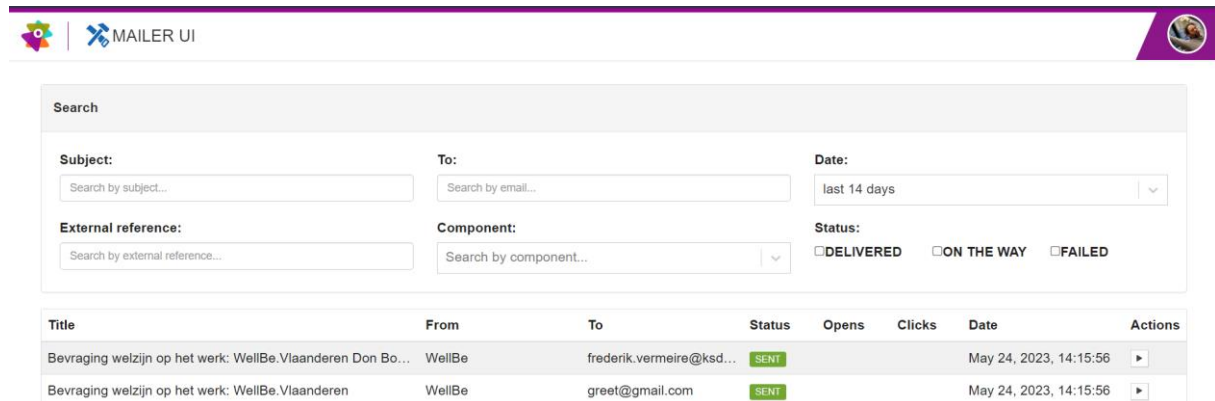 MAILER UI
Search
Subject: To: Date:
Search by subject... Search by email... last 14 days
External reference: Component: Status:
Search by external reference... Search by component... DELIVERED ON THE WAY FAILED
Title From To Status Opens Clicks Date Actions
Bevraging welzijn op het werk: WellBe.Vlaanderen Don Bo... WellBe frederik.vermeire@ksd... SENT May 24, 2023, 14:15:56
Bevraging welzijn op het werk: WellBe.Vlaanderen WellBe greet@gmail.com SENT May 24, 2023, 14:15:56